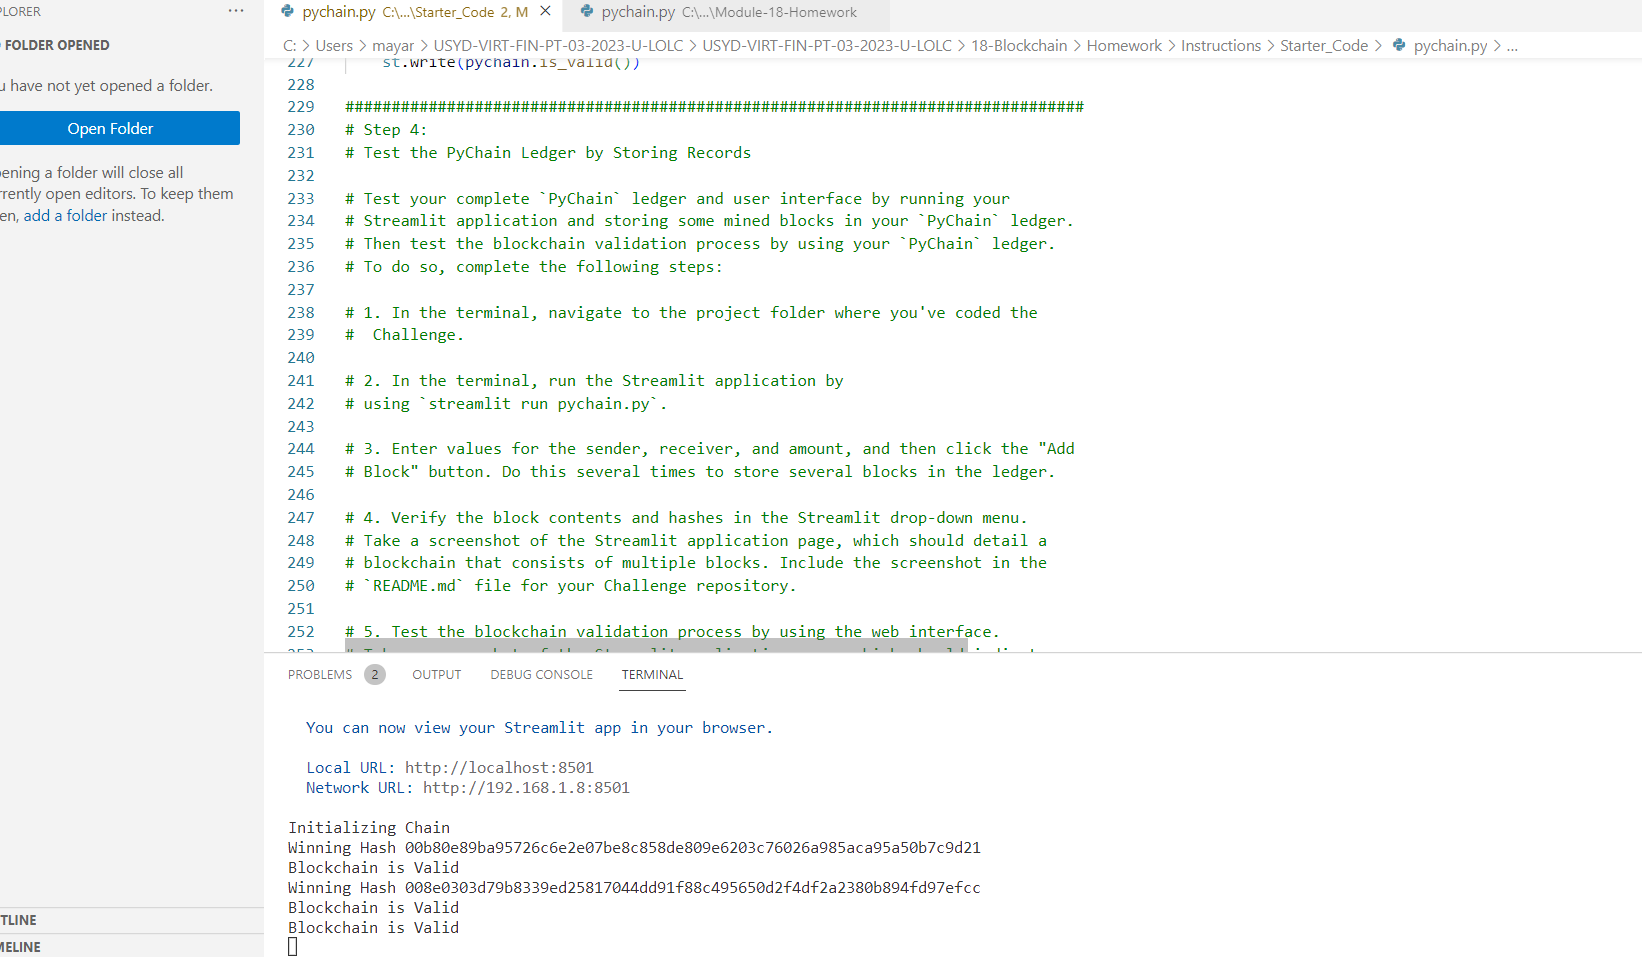 PLORER
···
pychain.py C:\...\Starter_Code 2, M
pychain.py C:\...\Module-18-Homework
FOLDER OPENED
C: > Users > mayar > USYD-VIRT-FIN-PT-03-2023-U-LOLC > USYD-VIRT-FIN-PT-03-2023-U-LOLC > 18-Blockchain > Homework > Instructions > Starter_Code > pychain.py > ...
u have not yet opened a folder.
Open Folder
ening a folder will close all
rrently open editors. To keep them
en, add a folder instead.
227 st.write(pychain.is_valid())
228
229 ################################################################################
230 # Step 4:
231 # Test the PyChain Ledger by Storing Records
232
233 # Test your complete `PyChain` ledger and user interface by running your
234 # Streamlit application and storing some mined blocks in your `PyChain` ledger.
235 # Then test the blockchain validation process by using your `PyChain` ledger.
236 # To do so, complete the following steps:
237
238 # 1. In the terminal, navigate to the project folder where you've coded the
239 #  Challenge.
240
241 # 2. In the terminal, run the Streamlit application by
242 # using `streamlit run pychain.py`.
243
244 # 3. Enter values for the sender, receiver, and amount, and then click the "Add
245 # Block" button. Do this several times to store several blocks in the ledger.
246
247 # 4. Verify the block contents and hashes in the Streamlit drop-down menu.
248 # Take a screenshot of the Streamlit application page, which should detail a
249 # blockchain that consists of multiple blocks. Include the screenshot in the
250 # `README.md` file for your Challenge repository.
251
252 # 5. Test the blockchain validation process by using the web interface.
PROBLEMS 2 OUTPUT DEBUG CONSOLE TERMINAL
You can now view your Streamlit app in your browser.
Local URL: http://localhost:8501
Network URL: http://192.168.1.8:8501
Initializing Chain
Winning Hash 00b80e89ba95726c6e2e07be8c858de809e6203c76026a985aca95a50b7c9d21
Blockchain is Valid
Winning Hash 008e0303d79b8339ed25817044dd91f88c495650d2f4df2a2380b894fd97efcc
Blockchain is Valid
Blockchain is Valid
TLINE
MELINE